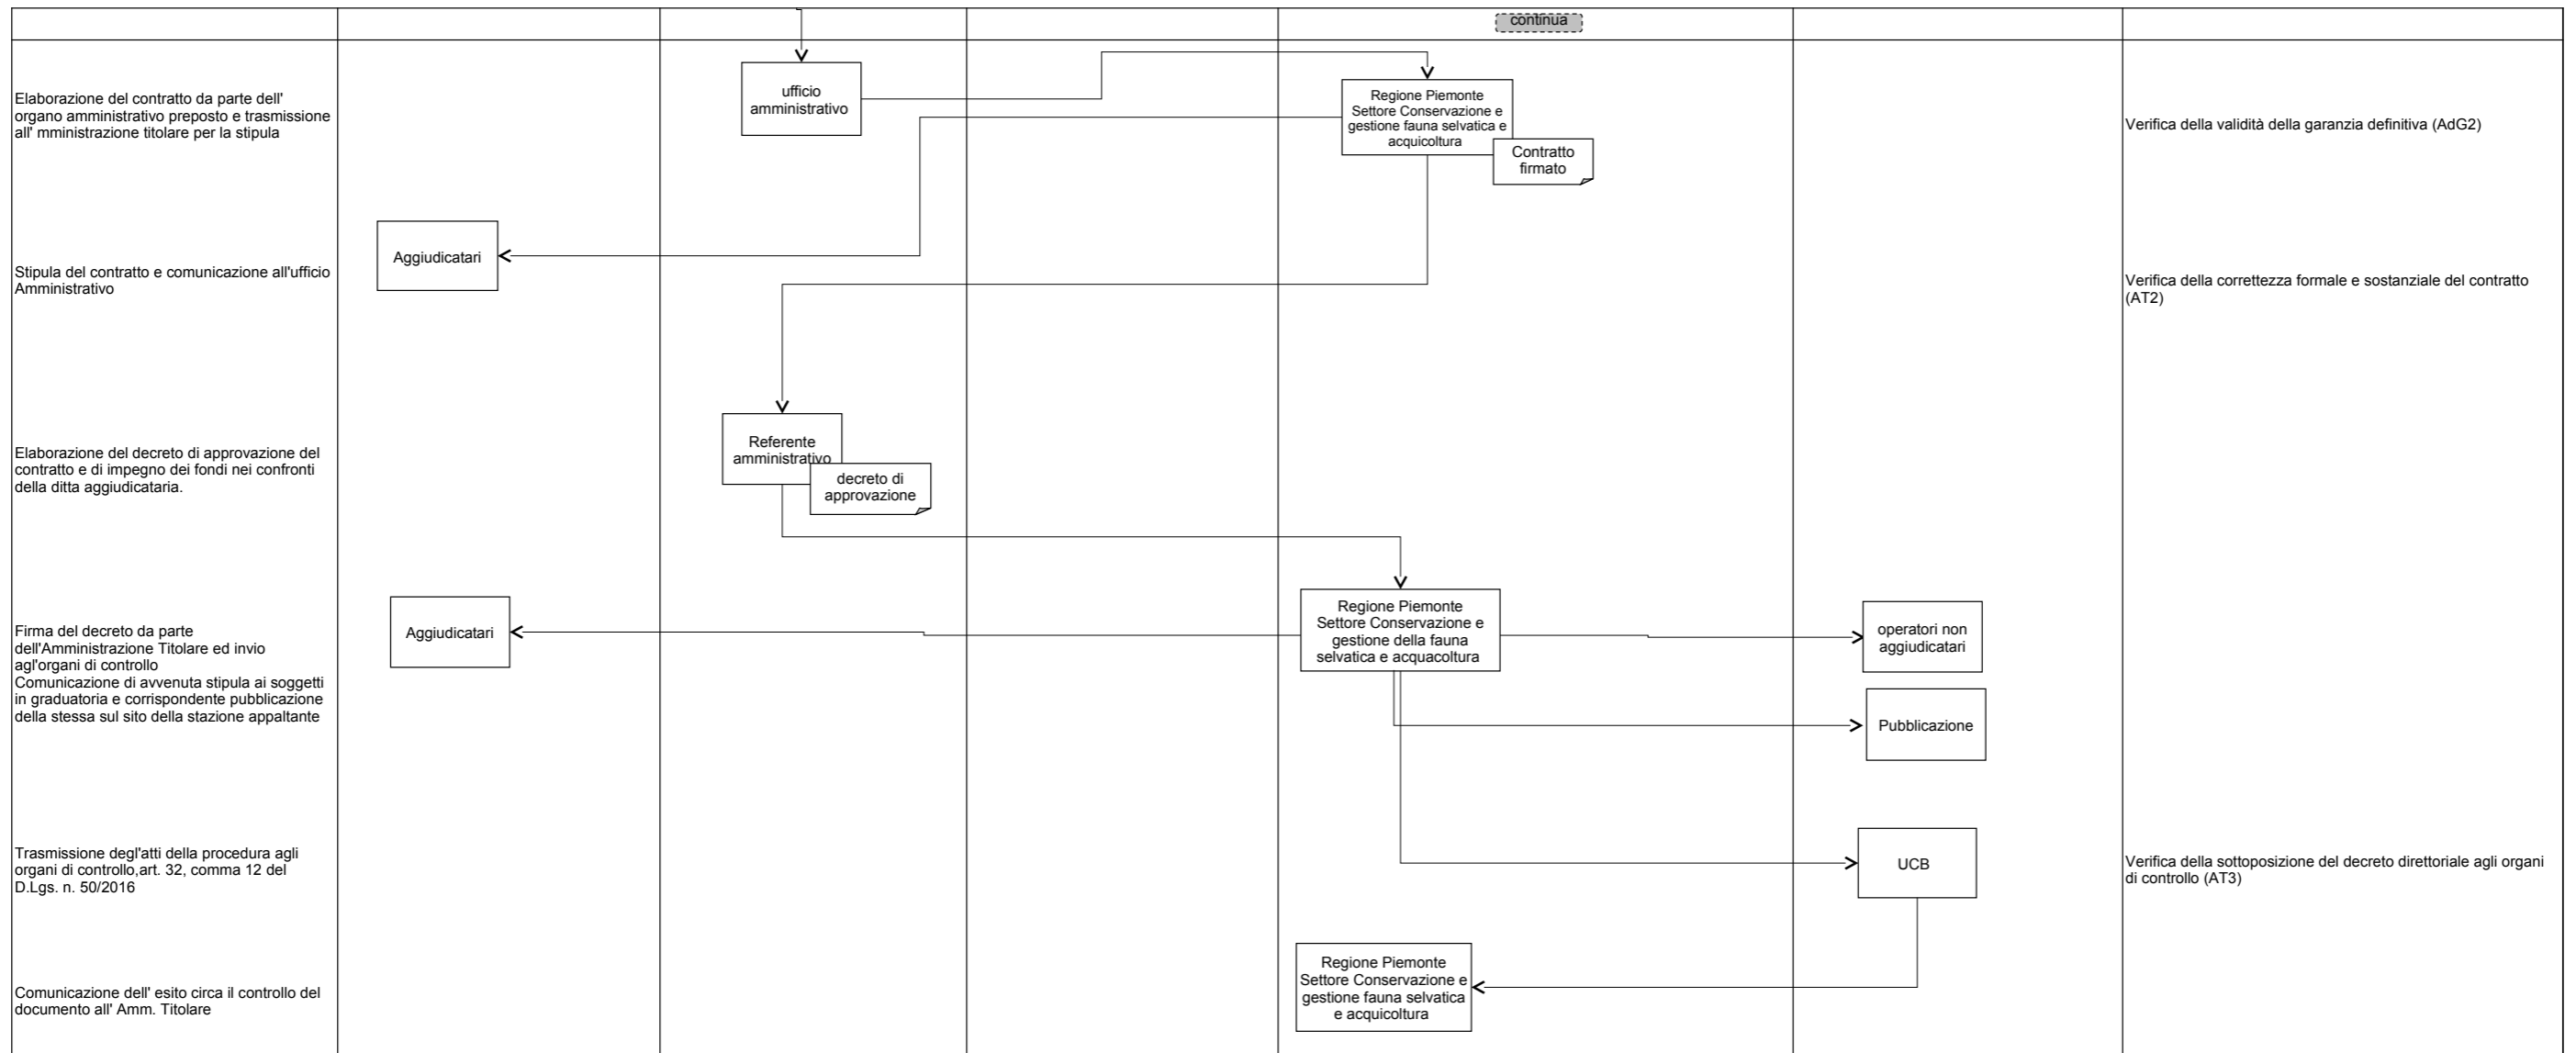 continua
Elaborazione del contratto da parte dell'
organo amministrativo preposto e trasmissione
all' mministrazione titolare per la stipula
ufficio
amministrativo
Regione Piemonte
Settore Conservazione e
gestione fauna selvatica e
acquicoltura
Contratto
firmato
Verifica della validità della garanzia definitiva (AdG2)
Stipula del contratto e comunicazione all'ufficio
Amministrativo
Aggiudicatari
Verifica della correttezza formale e sostanziale del contratto
(AT2)
Elaborazione del decreto di approvazione del
contratto e di impegno dei fondi nei confronti
della ditta aggiudicataria.
Referente
amministrativo
decreto di
approvazione
Firma del decreto da parte
dell'Amministrazione Titolare ed invio
agl'organi di controllo
Comunicazione di avvenuta stipula ai soggetti
in graduatoria e corrispondente pubblicazione
della stessa sul sito della stazione appaltante
Aggiudicatari
Regione Piemonte
Settore Conservazione e
gestione della fauna
selvatica e acquacoltura
operatori non
aggiudicatari
Pubblicazione
Trasmissione degl'atti della procedura agli
organi di controllo,art. 32, comma 12 del
D.Lgs. n. 50/2016
UCB
Verifica della sottoposizione del decreto direttoriale agli organi
di controllo (AT3)
Comunicazione dell' esito circa il controllo del
documento all' Amm. Titolare
Regione Piemonte
Settore Conservazione e
gestione fauna selvatica
e acquicoltura